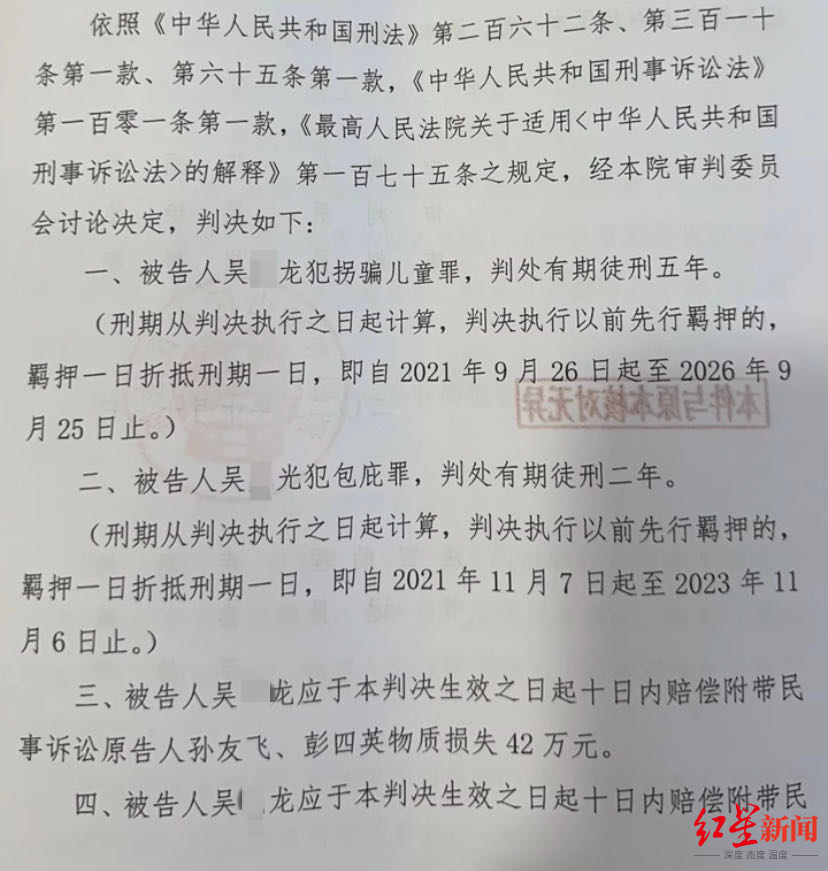 依照《中华人民共和国刑法》第二百六十二条、第三百一十
条第一款、第六十五条第一款,《中华人民共和国刑事诉讼法》
第一百零一条第一款,《最高人民法院关于适用<中华人民共和国
刑事诉讼法>的解释》第一百七十五条之规定,经本院审判委员
会讨论决定,判决如下:
一、被告人吴 龙犯拐骗儿童罪,判处有期徒刑五年。
(刑期从判决执行之日起计算,判决执行以前先行羁押的,
羁押一日折抵刑期一日,即自2021年9月26日起至2026年9
月25日止。)
本件与原本核对无异
二、被告人吴 光犯包庇罪,判处有期徒刑二年。
(刑期从判决执行之日起计算,判决执行以前先行羁押的,
羁押一日折抵刑期一日,即自2021年11月7日起至2023年11
月6日止。)
三、被告人吴 龙应于本判决生效之日起十日内赔偿附带民
事诉讼原告人孙友飞、彭四英物质损失42万元。
四、被告人吴 龙应于本判决生效之日起十日内赔偿附带民
红星新闻
深度 态度 温度